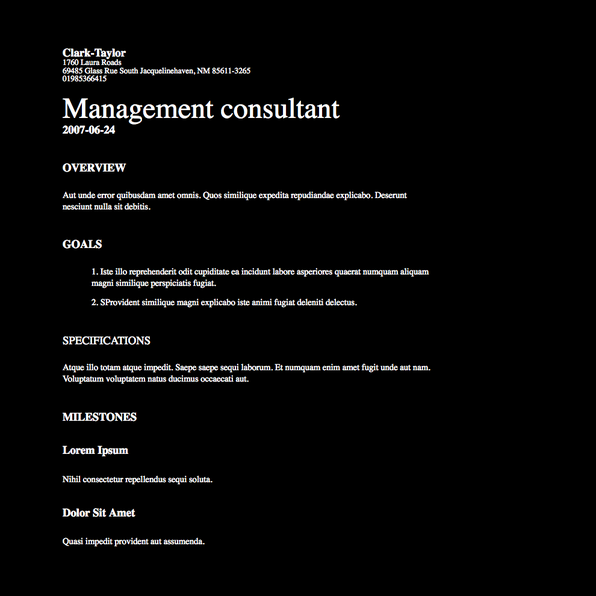 Clark-Taylor
1760 Laura Roads
69485 Glass Rue South Jacquelinehaven, NM 85611-3265
01985366415
Management consultant
2007-06-24
OVERVIEW
Aut unde error quibusdam amet omnis. Quos similique expedita repudiandae explicabo. Deserunt
nesciunt nulla sit debitis.
GOALS
1. Iste illo reprehenderit odit cupiditate ea incidunt labore asperiores quaerat numquam aliquam
magni similique perspiciatis fugiat.
2. SProvident similique magni explicabo iste animi fugiat deleniti delectus.
SPECIFICATIONS
Atque illo totam atque impedit. Saepe saepe sequi laborum. Et numquam enim amet fugit unde aut nam.
Voluptatum voluptatem natus ducimus occaecati aut.
MILESTONES
Lorem Ipsum
Nihil consectetur repellendus sequi soluta.
Dolor Sit Amet
Quasi impedit provident aut assumenda.